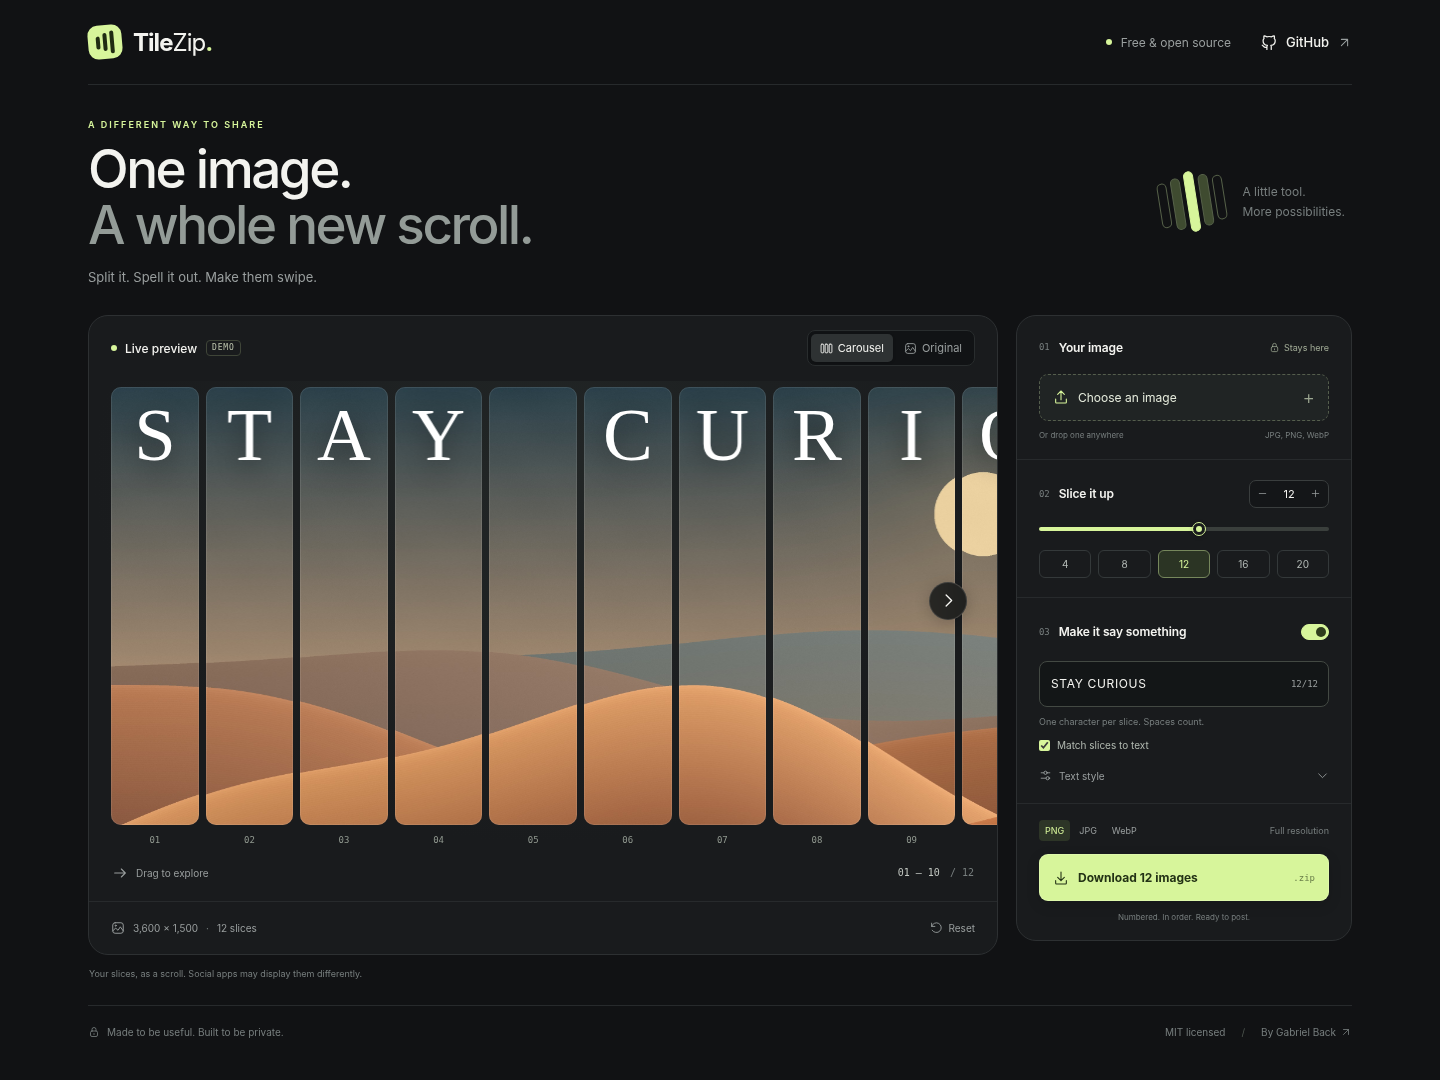 TileZip.
Free & open source
GitHub
A DIFFERENT WAY TO SHARE
One image.
A whole new scroll.
Split it. Spell it out. Make them swipe.
A little tool.
More possibilities.
Live preview
DEMO
Carousel
Original
S T A Y C U R I O
01 02 03 04 05 06 07 08 09
Drag to explore
01 — 10 / 12
3,600 × 1,500 · 12 slices
Reset
Your slices, as a scroll. Social apps may display them differently.
01 Your image
Stays here
Choose an image
+
Or drop one anywhere
JPG, PNG, WebP
02 Slice it up
− 12 +
4 8 12 16 20
03 Make it say something
STAY CURIOUS
12/12
One character per slice. Spaces count.
Match slices to text
Text style
PNG JPG WebP
Full resolution
Download 12 images
.zip
Numbered. In order. Ready to post.
Made to be useful. Built to be private.
MIT licensed / By Gabriel Back